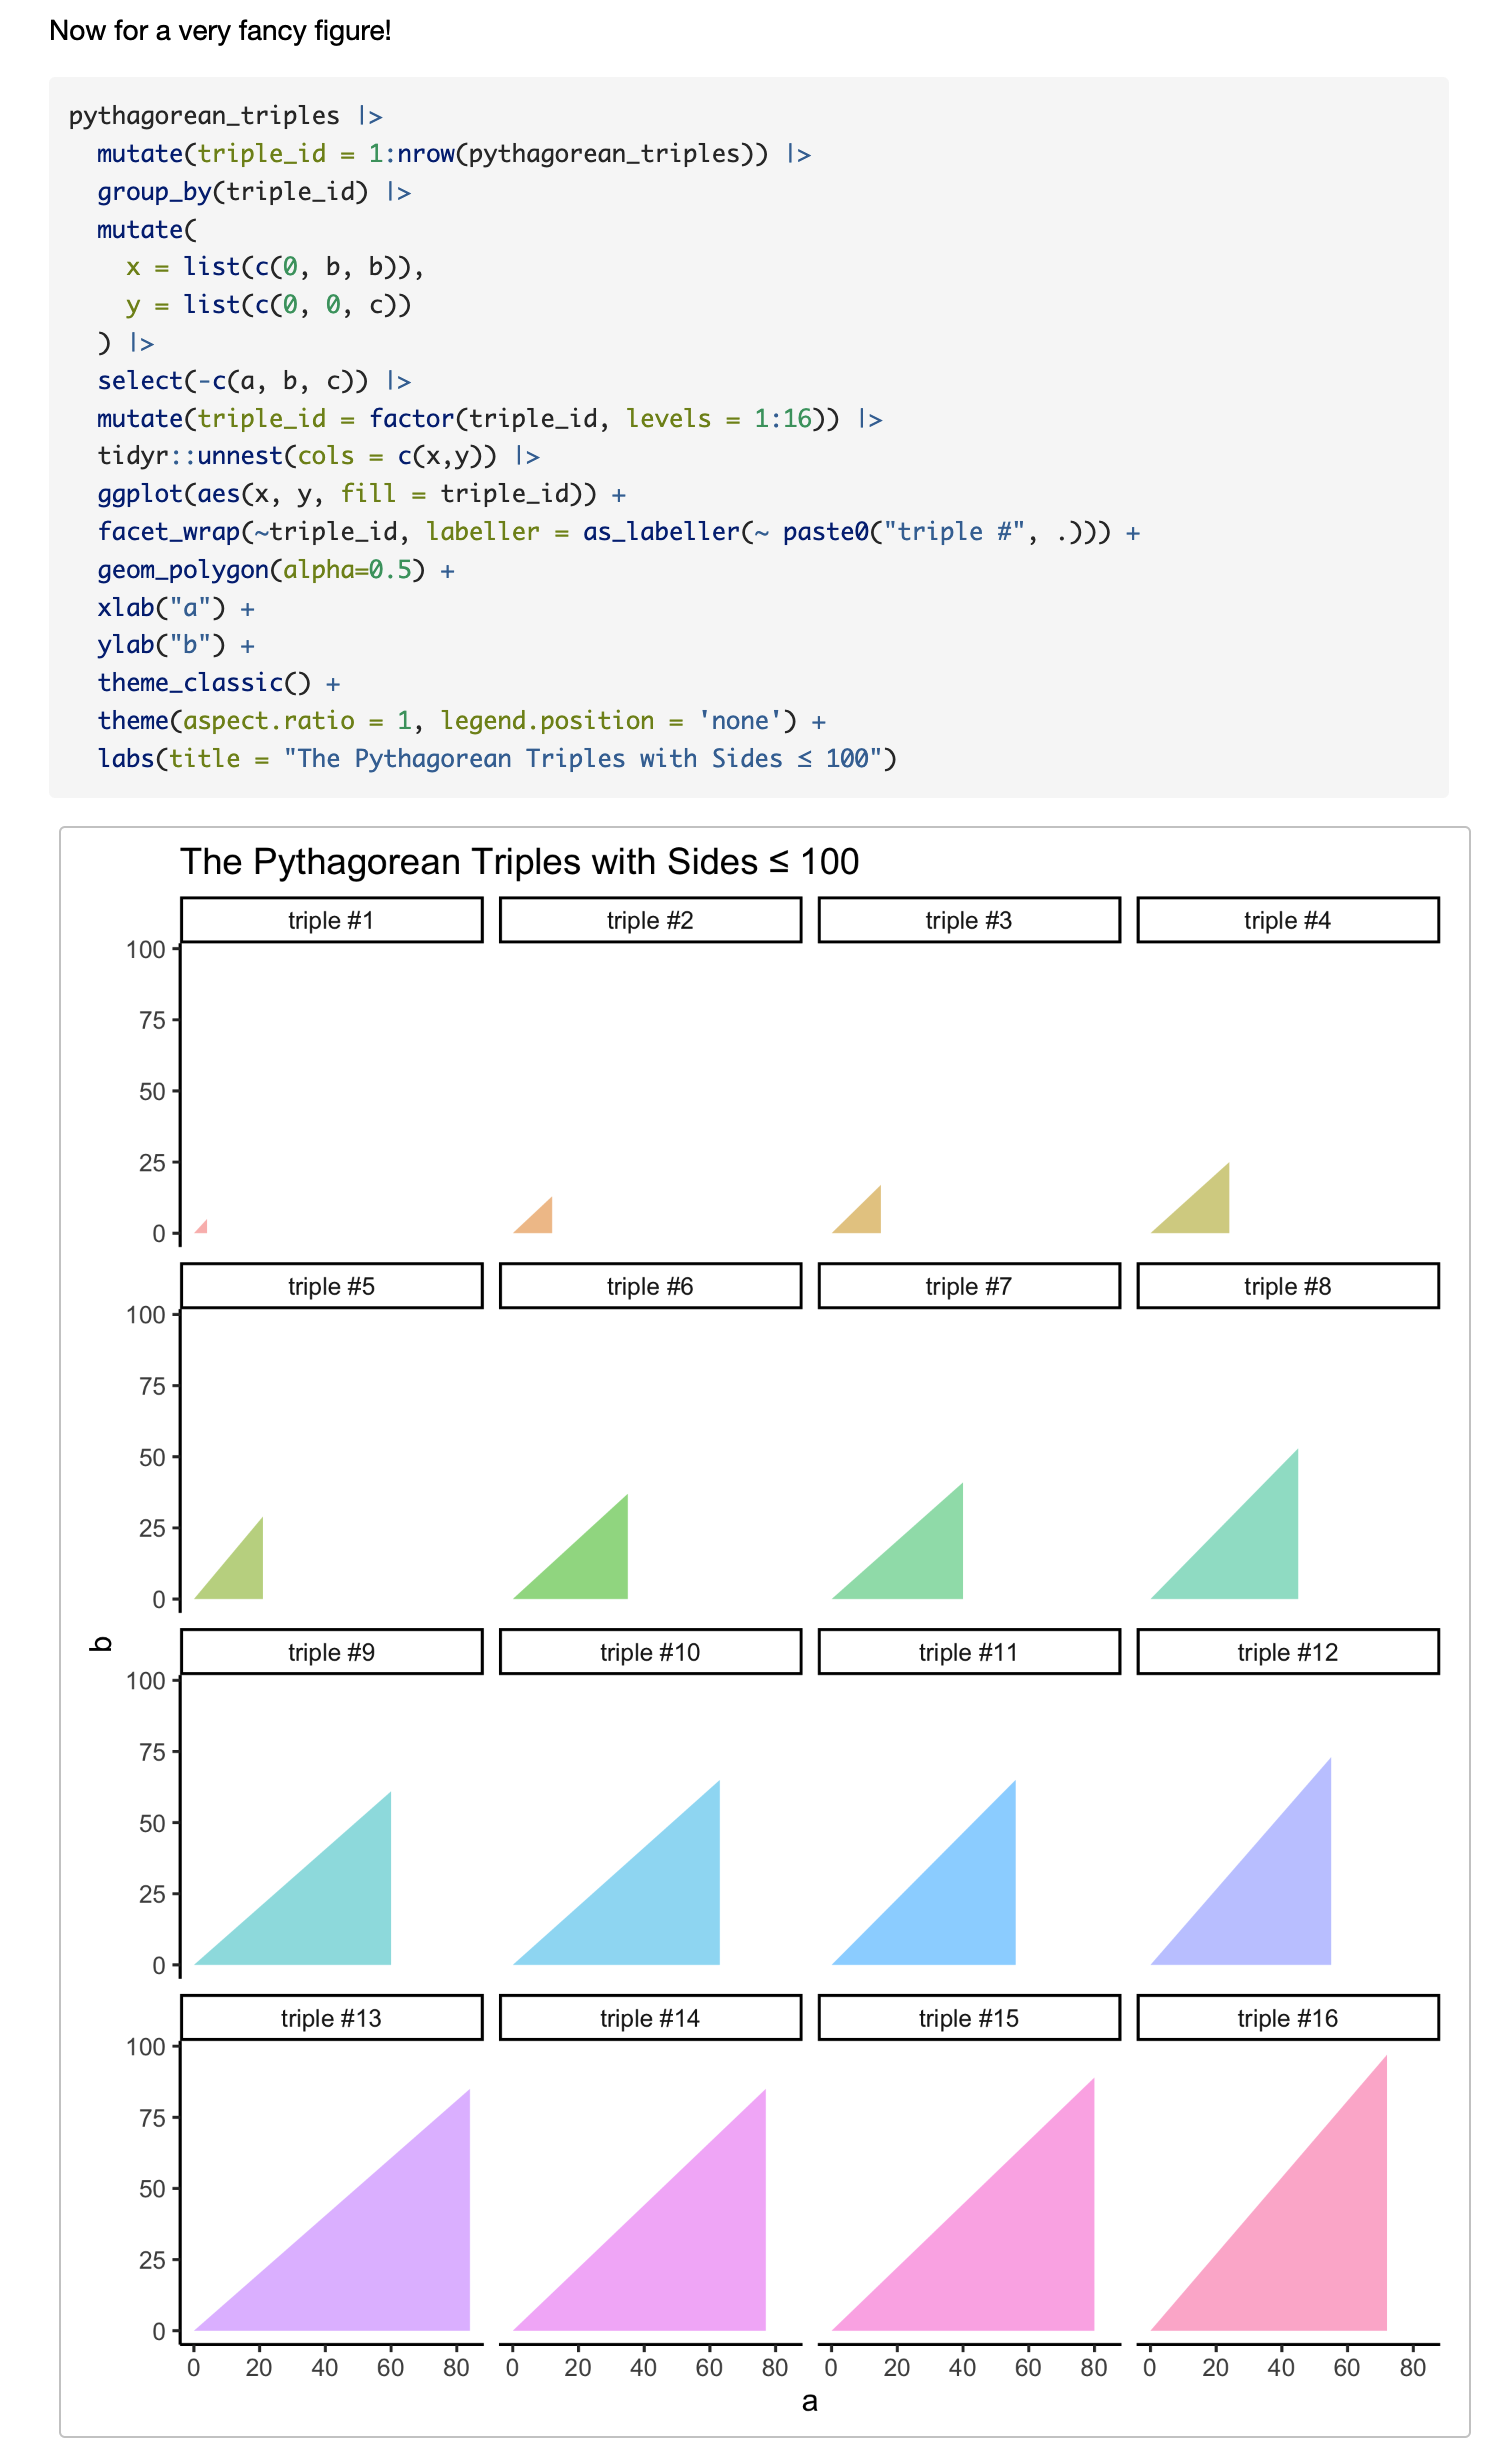 Now for a very fancy figure!
pythagorean_triples |>
  mutate(triple_id = 1:nrow(pythagorean_triples)) |>
  group_by(triple_id) |>
  mutate(
    x = list(c(0, b, b)),
    y = list(c(0, 0, c))
  ) |>
  select(-c(a, b, c)) |>
  mutate(triple_id = factor(triple_id, levels = 1:16)) |>
  tidyr::unnest(cols = c(x,y)) |>
  ggplot(aes(x, y, fill = triple_id)) +
  facet_wrap(~triple_id, labeller = as_labeller(~ paste0("triple #", .))) +
  geom_polygon(alpha=0.5) +
  xlab("a") +
  ylab("b") +
  theme_classic() +
  theme(aspect.ratio = 1, legend.position = 'none') +
  labs(title = "The Pythagorean Triples with Sides ≤ 100")
The Pythagorean Triples with Sides ≤ 100
triple #1 triple #2 triple #3 triple #4
100
75
50
25
0
triple #5 triple #6 triple #7 triple #8
100
75
50
25
0
b
triple #9 triple #10 triple #11 triple #12
100
75
50
25
0
triple #13 triple #14 triple #15 triple #16
100
75
50
25
0
0 20 40 60 80 0 20 40 60 80 0 20 40 60 80 0 20 40 60 80
a